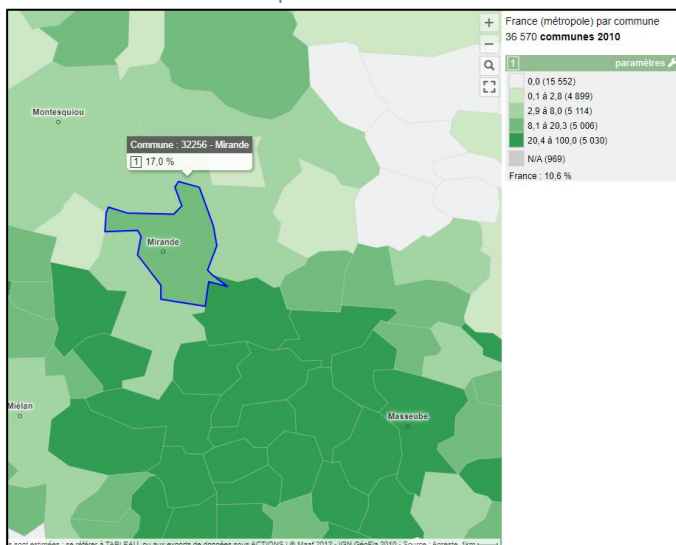 France (métropole) par commune
36 570 communes 2010
1 paramètres
0,0 (15 552)
0,1 à 2,8 (4 899)
2,9 à 8,0 (5 114)
8,1 à 20,3 (5 006)
20,4 à 100,0 (5 030)
N/A (969)
France : 10,6 %
+
−
Montesquiou
Commune : 32256 - Mirande
1 17,0 %
Mirande
Miélan
Masseube
s sont estimées : se référer à TABLEAU, ou aux exports de données sous ACTIONS | © Maaf 2012 - IGN GéoFla 2010 - Source : Agreste 1km